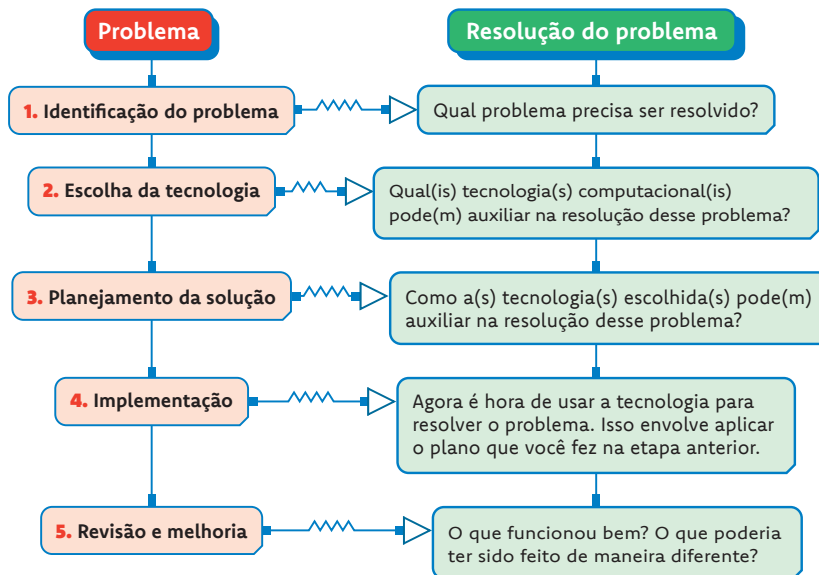 Problema
Resolução do problema
1. Identificação do problema
Qual problema precisa ser resolvido?
2. Escolha da tecnologia
Qual(is) tecnologia(s) computacional(is)
pode(m) auxiliar na resolução desse problema?
3. Planejamento da solução
Como a(s) tecnologia(s) escolhida(s) pode(m)
auxiliar na resolução desse problema?
4. Implementação
Agora é hora de usar a tecnologia para
resolver o problema. Isso envolve aplicar
o plano que você fez na etapa anterior.
5. Revisão e melhoria
O que funcionou bem? O que poderia
ter sido feito de maneira diferente?